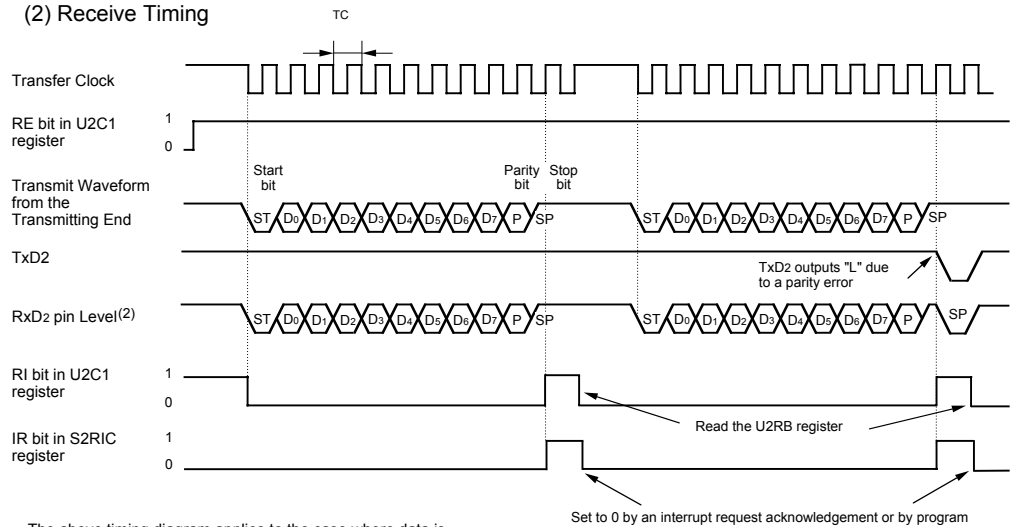 (2) Receive Timing
TC
Transfer Clock
RE bit in U2C1
register
1
0
Start
bit
Parity
bit
Stop
bit
Transmit Waveform
from the
Transmitting End
ST D0 D1 D2 D3 D4 D5 D6 D7 P SP
ST D0 D1 D2 D3 D4 D5 D6 D7 P SP
TxD2
TxD2 outputs "L" due
to a parity error
RxD2 pin Level(2)
ST D0 D1 D2 D3 D4 D5 D6 D7 P SP
ST D0 D1 D2 D3 D4 D5 D6 D7 P SP
RI bit in U2C1
register
1
0
Read the U2RB register
IR bit in S2RIC
register
1
0
Set to 0 by an interrupt request acknowledgement or by program
The above timing diagram applies to the case where data is